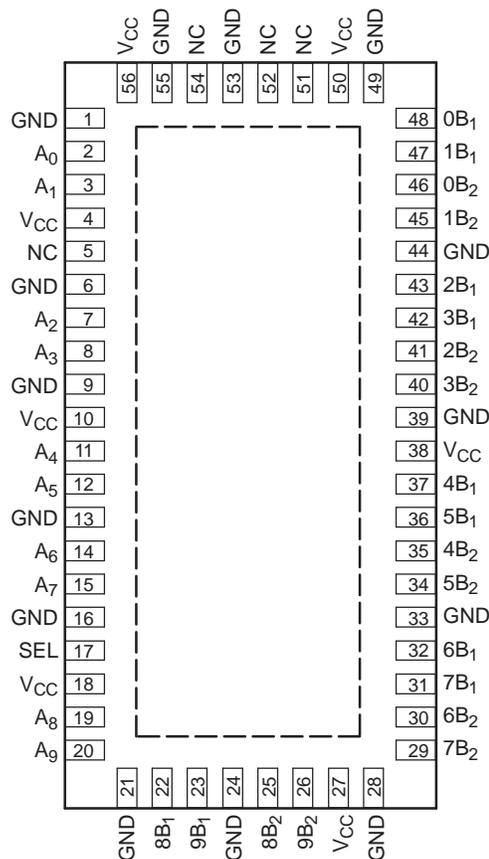 VCC GND NC GND NC NC VCC GND
56 55 54 53 52 51 50 49
GND 1 48 0B1
A0 2 47 1B1
A1 3 46 0B2
VCC 4 45 1B2
NC 5 44 GND
GND 6 43 2B1
A2 7 42 3B1
A3 8 41 2B2
GND 9 40 3B2
VCC 10 39 GND
A4 11 38 VCC
A5 12 37 4B1
GND 13 36 5B1
A6 14 35 4B2
A7 15 34 5B2
GND 16 33 GND
SEL 17 32 6B1
VCC 18 31 7B1
A8 19 30 6B2
A9 20 29 7B2
21 22 23 24 25 26 27 28
GND 8B1 9B1 GND 8B2 9B2 VCC GND